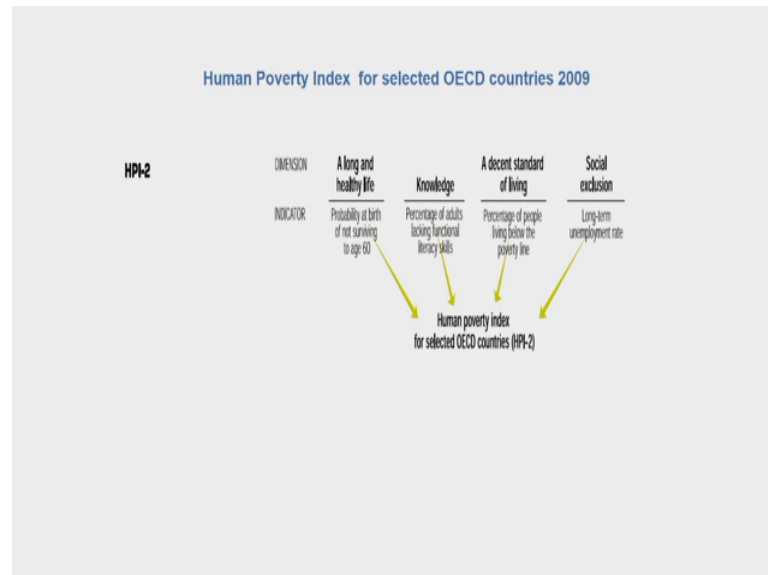 Human Poverty Index for selected OECD countries 2009
HPI-2
DIMENSION
A long and
healthy life
Knowledge
A decent standard
of living
Social
exclusion
INDICATOR
Probability at birth
of not surviving
to age 60
Percentage of adults
lacking functional
literacy skills
Percentage of people
living below the
poverty line
Long-term
unemployment rate
Human poverty index
for selected OECD countries (HPI-2)